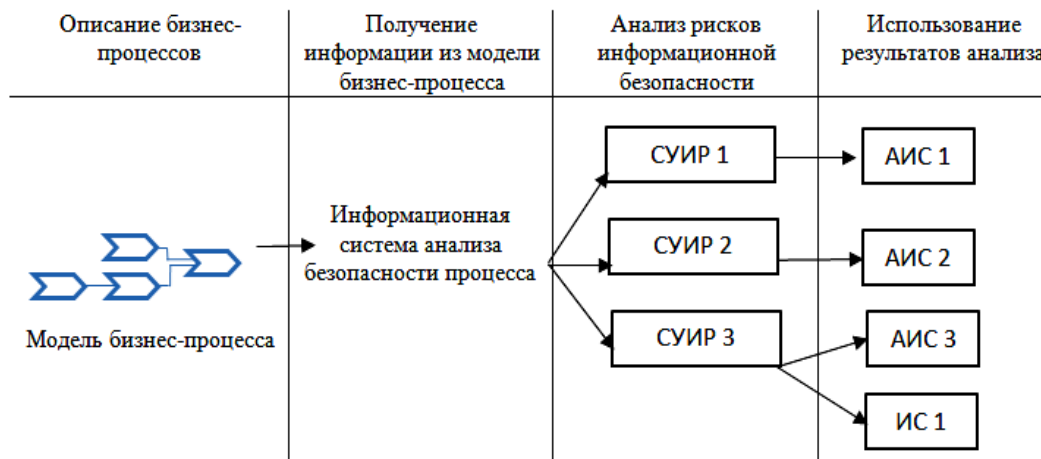 Описание бизнес-
процессов
Получение
информации из модели
бизнес-процесса
Анализ рисков
информационной
безопасности
Использование
результатов анализа
Модель бизнес-процесса
Информационная
система анализа
безопасности процесса
СУИР 1
СУИР 2
СУИР 3
АИС 1
АИС 2
АИС 3
ИС 1